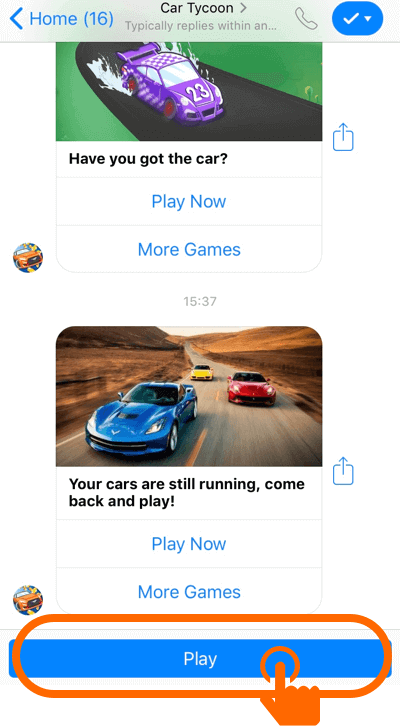 Home (16)
Car Tycoon
Typically replies within an...
23
Have you got the car?
Play Now
More Games
15:37
Your cars are still running, come
back and play!
Play Now
More Games
Play